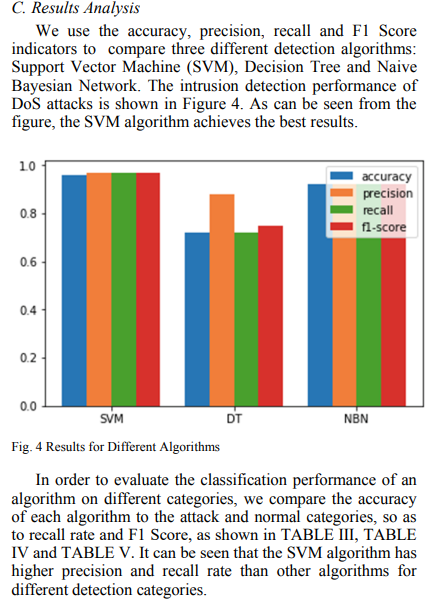 C. Results Analysis
We use the accuracy, precision, recall and F1 Score
indicators to compare three different detection algorithms:
Support Vector Machine (SVM), Decision Tree and Naive
Bayesian Network. The intrusion detection performance of
DoS attacks is shown in Figure 4. As can be seen from the
figure, the SVM algorithm achieves the best results.
1.0
0.8
0.6
0.4
0.2
0.0
accuracy
precision
recall
f1-score
SVM DT NBN
Fig. 4 Results for Different Algorithms
In order to evaluate the classification performance of an
algorithm on different categories, we compare the accuracy
of each algorithm to the attack and normal categories, so as
to recall rate and F1 Score, as shown in TABLE III, TABLE
IV and TABLE V. It can be seen that the SVM algorithm has
higher precision and recall rate than other algorithms for
different detection categories.